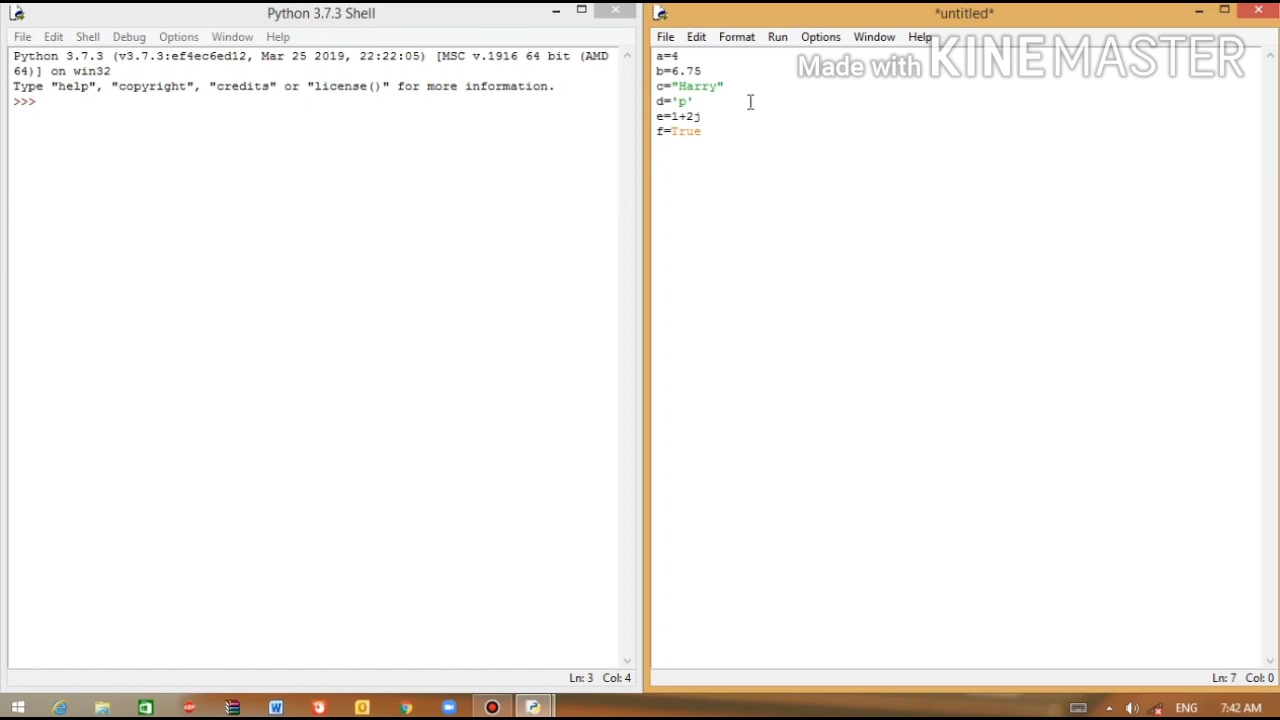 Python 3.7.3 Shell
File Edit Shell Debug Options Window Help
Python 3.7.3 (v3.7.3:ef4ec6ed12, Mar 25 2019, 22:22:05) [MSC v.1916 64 bit (AMD
64)] on win32
Type "help", "copyright", "credits" or "license()" for more information.
>>>
Ln: 3 Col: 4
*untitled*
File Edit Format Run Options Window Help
Made with KINEMASTER
a=4
b=6.75
c="Harry"
d='p'
e=1+2j
f=True
Ln: 7 Col: 0
ENG 7:42 AM